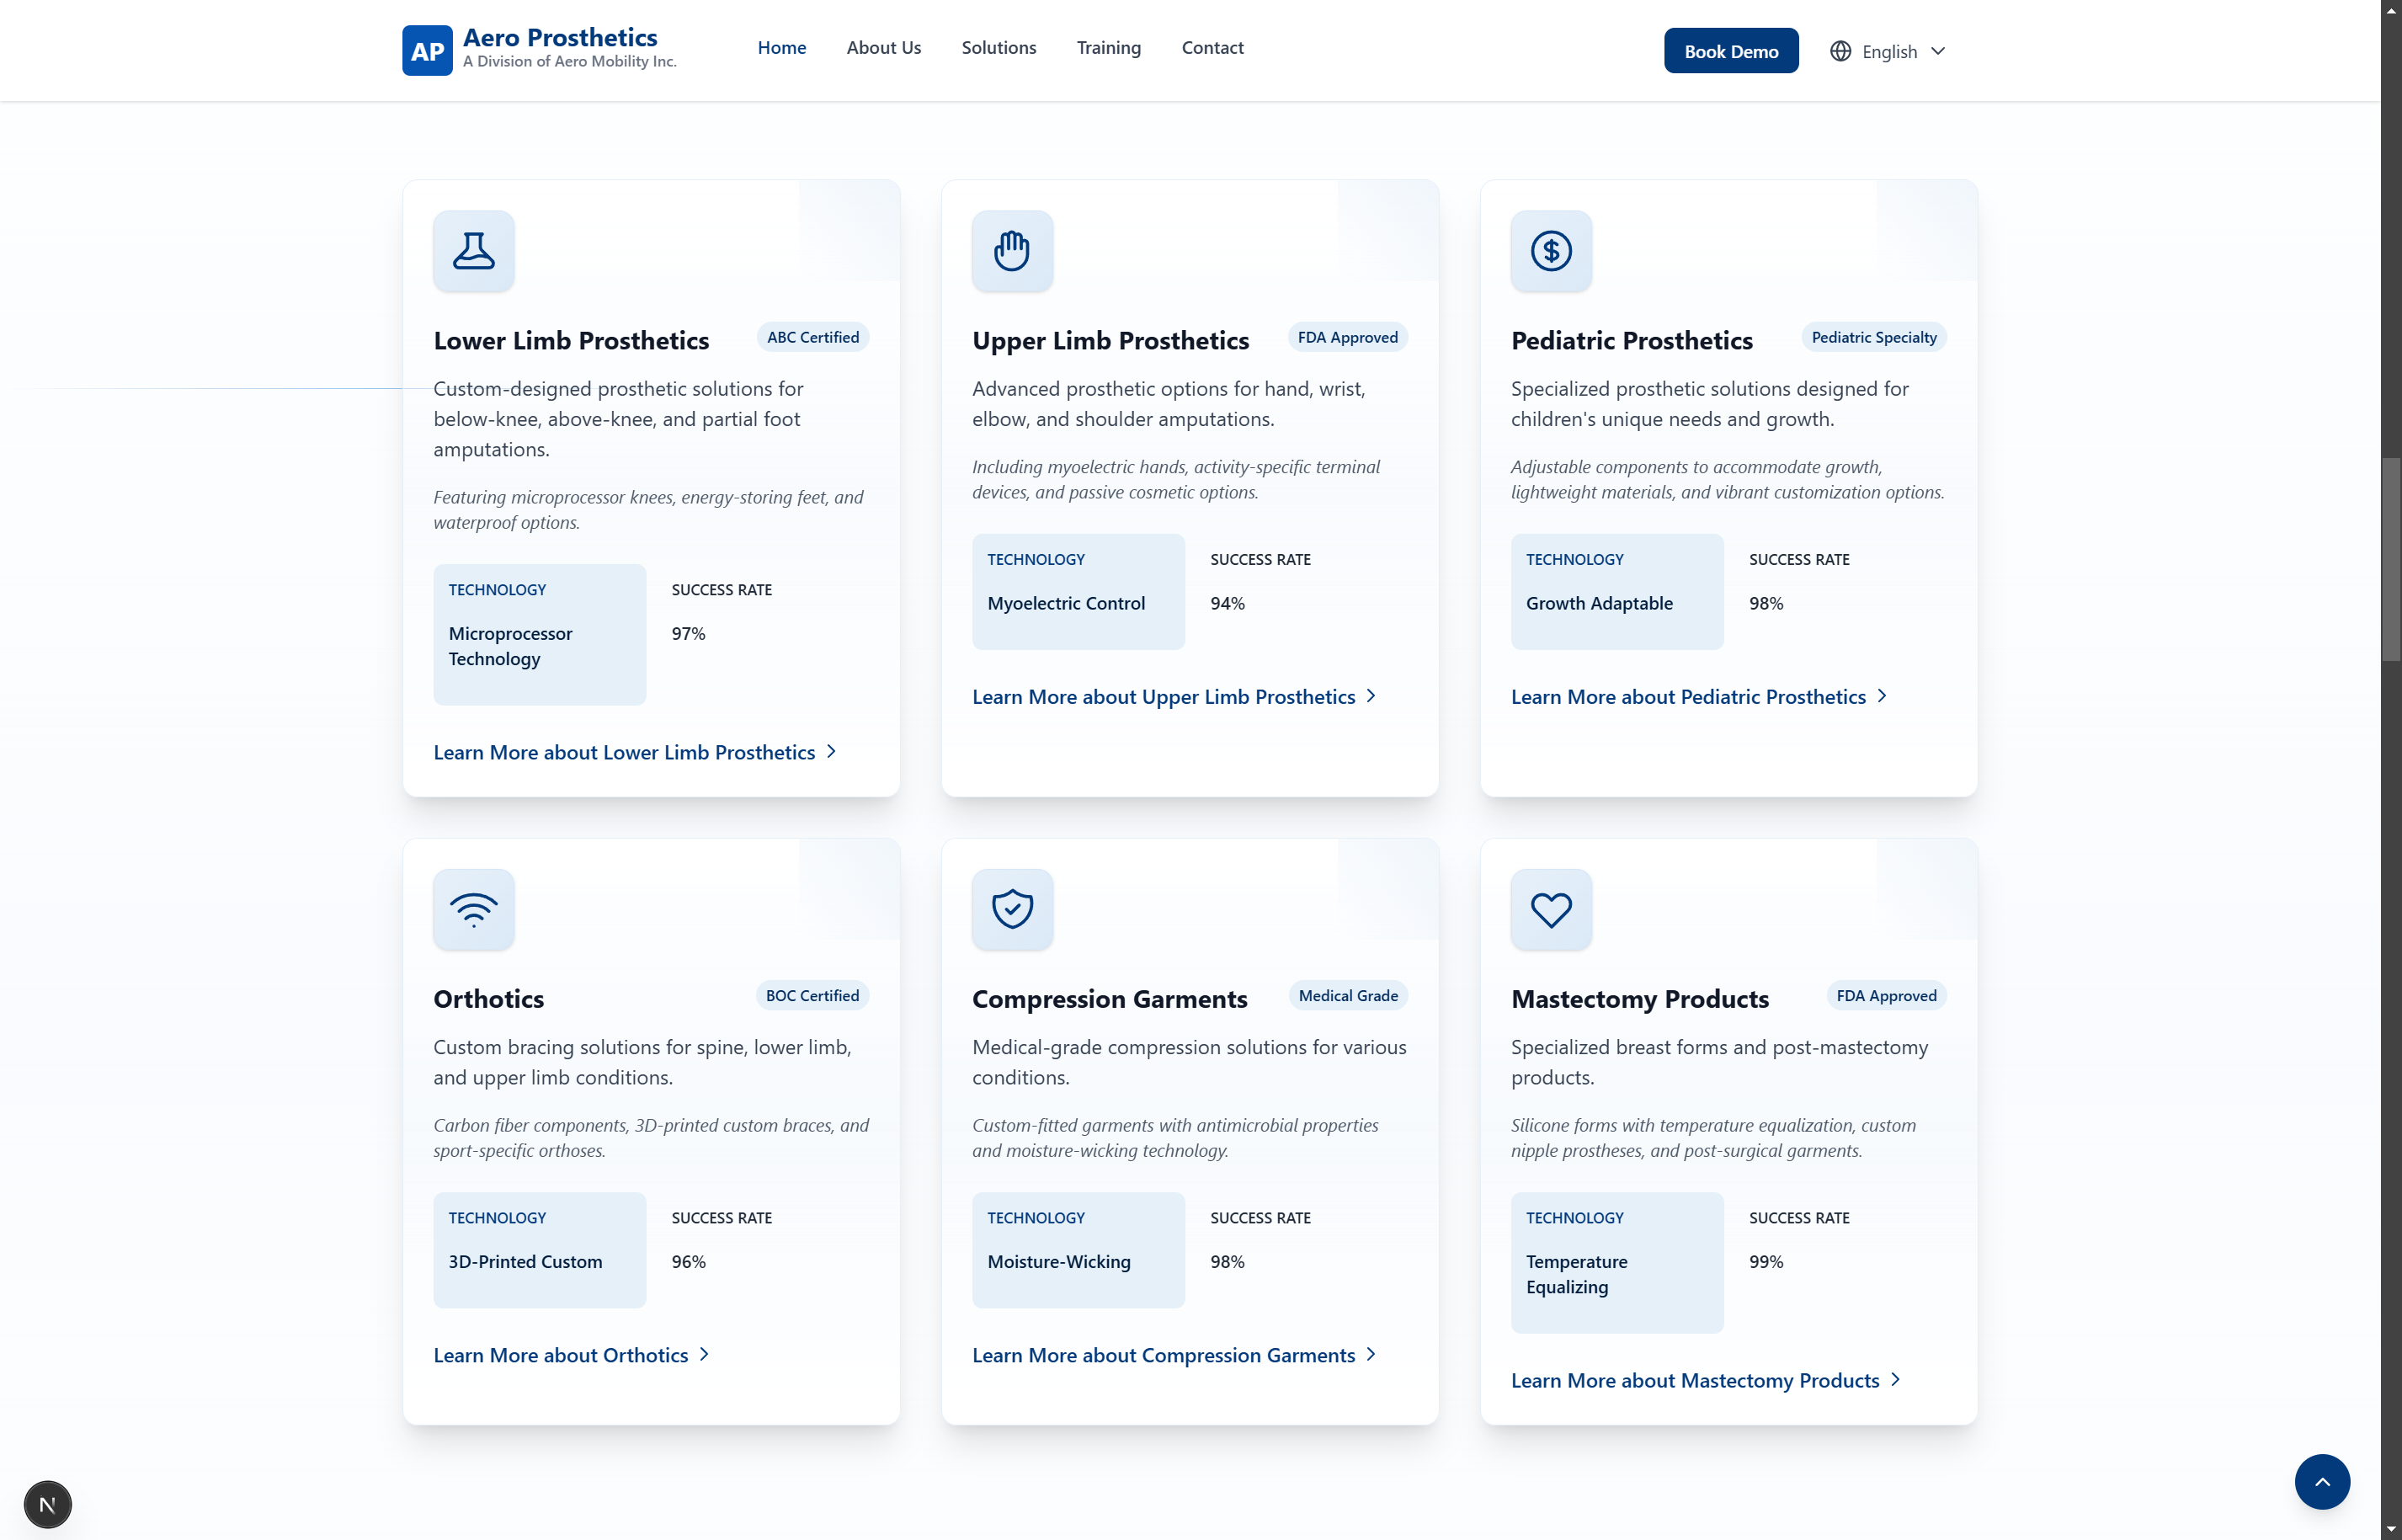 AP
Aero Prosthetics
A Division of Aero Mobility Inc.
Home
About Us
Solutions
Training
Contact
Book Demo
English
Lower Limb Prosthetics
ABC Certified
Custom-designed prosthetic solutions for
below-knee, above-knee, and partial foot
amputations.
Featuring microprocessor knees, energy-storing feet, and
waterproof options.
TECHNOLOGY
Microprocessor
Technology
SUCCESS RATE
97%
Learn More about Lower Limb Prosthetics
Upper Limb Prosthetics
FDA Approved
Advanced prosthetic options for hand, wrist,
elbow, and shoulder amputations.
Including myoelectric hands, activity-specific terminal
devices, and passive cosmetic options.
TECHNOLOGY
Myoelectric Control
SUCCESS RATE
94%
Learn More about Upper Limb Prosthetics
$
Pediatric Prosthetics
Pediatric Specialty
Specialized prosthetic solutions designed for
children's unique needs and growth.
Adjustable components to accommodate growth,
lightweight materials, and vibrant customization options.
TECHNOLOGY
Growth Adaptable
SUCCESS RATE
98%
Learn More about Pediatric Prosthetics
Orthotics
BOC Certified
Custom bracing solutions for spine, lower limb,
and upper limb conditions.
Carbon fiber components, 3D-printed custom braces, and
sport-specific orthoses.
TECHNOLOGY
3D-Printed Custom
SUCCESS RATE
96%
Learn More about Orthotics
Compression Garments
Medical Grade
Medical-grade compression solutions for various
conditions.
Custom-fitted garments with antimicrobial properties
and moisture-wicking technology.
TECHNOLOGY
Moisture-Wicking
SUCCESS RATE
98%
Learn More about Compression Garments
Mastectomy Products
FDA Approved
Specialized breast forms and post-mastectomy
products.
Silicone forms with temperature equalization, custom
nipple prostheses, and post-surgical garments.
TECHNOLOGY
Temperature
Equalizing
SUCCESS RATE
99%
Learn More about Mastectomy Products
N